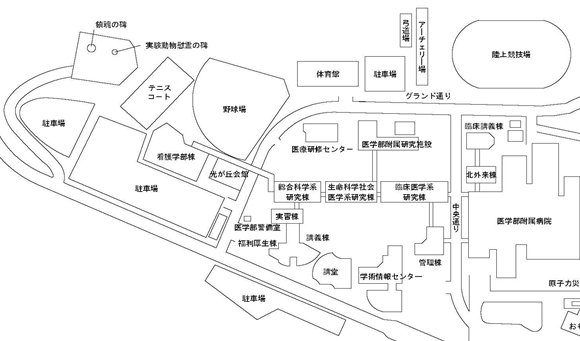 鎮魂の碑
実験動物慰霊の碑
弓道場
アーチェリー場
陸上競技場
テニス
コート
体育館
駐車場
グランド通り
野球場
駐車場
臨床講義棟
医療研修センター
医学部附属研究施設
看護学部棟
光が丘会館
北外来棟
駐車場
総合科学系
研究棟
生命科学社会
医学系研究棟
臨床医学系
研究棟
実習棟
中央通り
医学部附属病院
医学部警備室
福利厚生棟
講義棟
管理棟
講堂
学術情報センター
原子力災
駐車場
おも